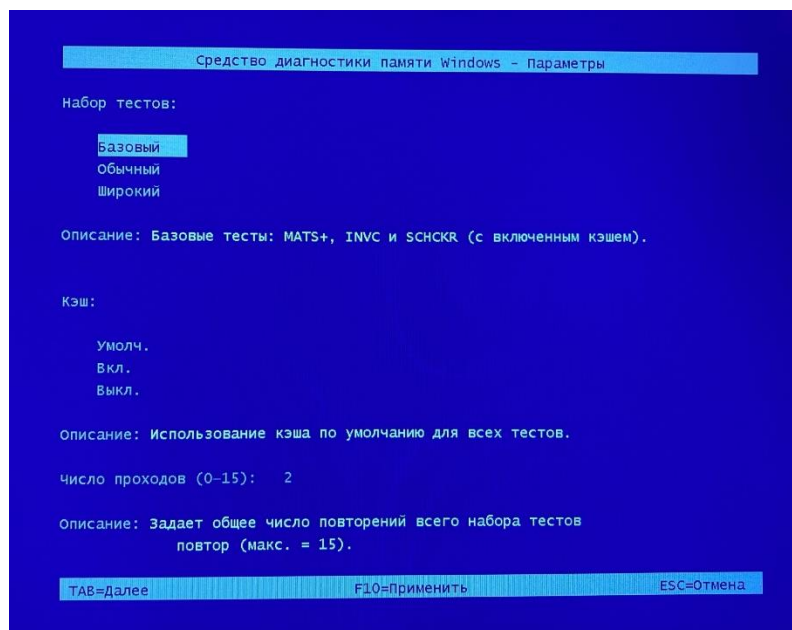 Средство диагностики памяти Windows - Параметры
Набор тестов:
Базовый
Обычный
Широкий
Описание: Базовые тесты: MATS+, INVC и SCHCKR (с включенным кэшем).
Кэш:
Умолч.
Вкл.
Выкл.
Описание: Использование кэша по умолчанию для всех тестов.
Число проходов (0–15): 2
Описание: Задает общее число повторений всего набора тестов
повтор (макс. = 15).
TAB=Далее F10=Применить ESC=Отмена